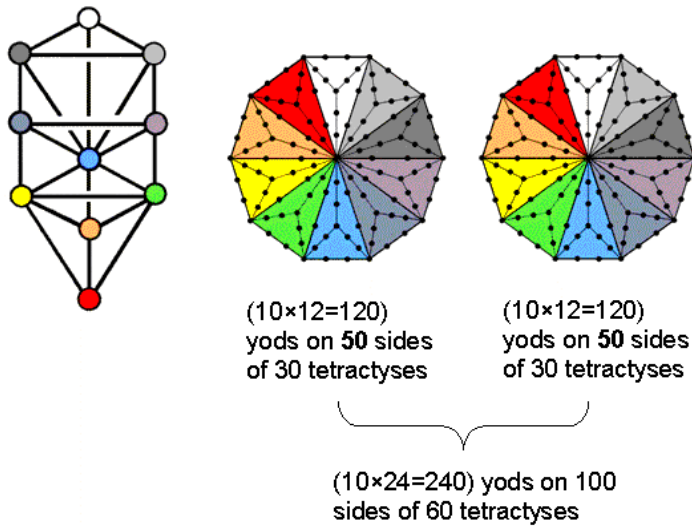 (10×12=120)
yods on 50 sides
of 30 tetractyses
(10×12=120)
yods on 50 sides
of 30 tetractyses
(10×24=240) yods on 100
sides of 60 tetractyses